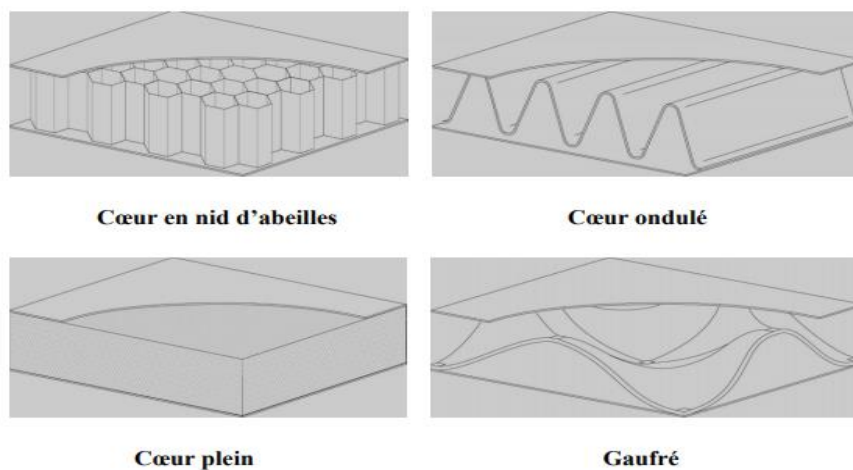 Cœur en nid d'abeilles
Cœur ondulé
Cœur plein
Gaufré